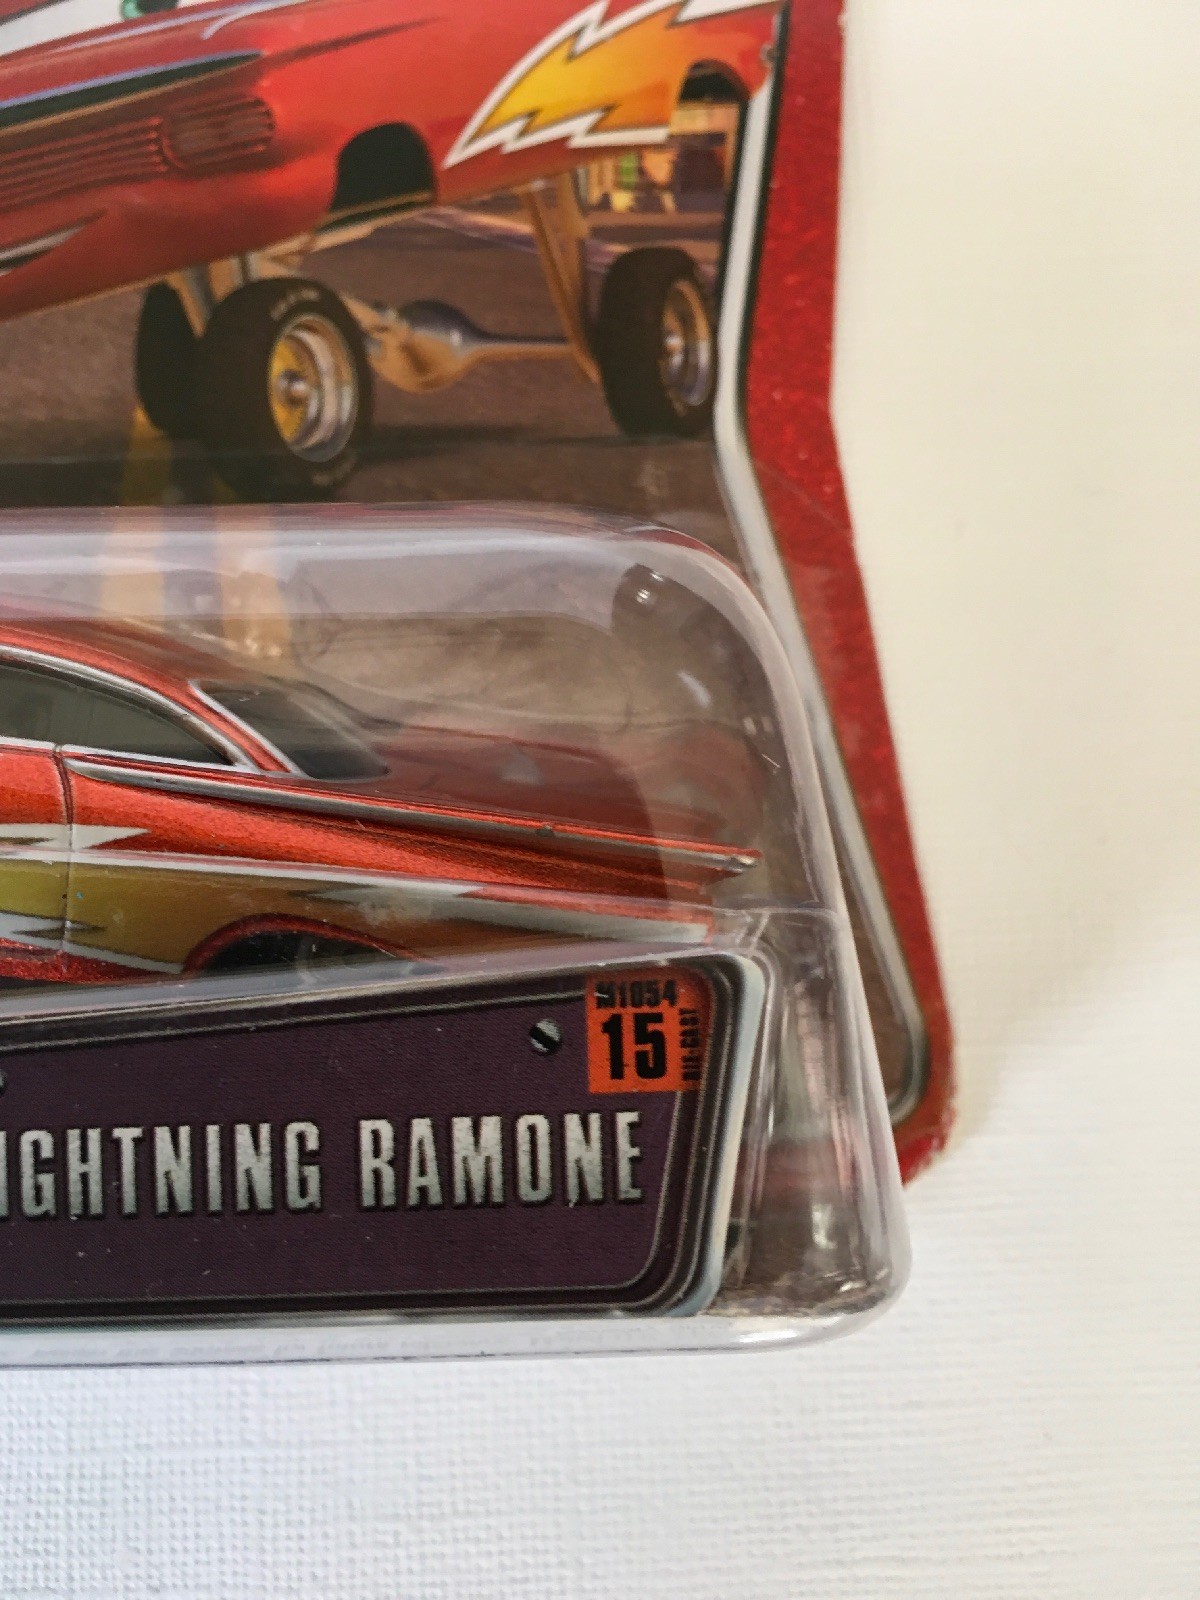 M1054
15
DIE-CAST
IGHTNING RAMONE